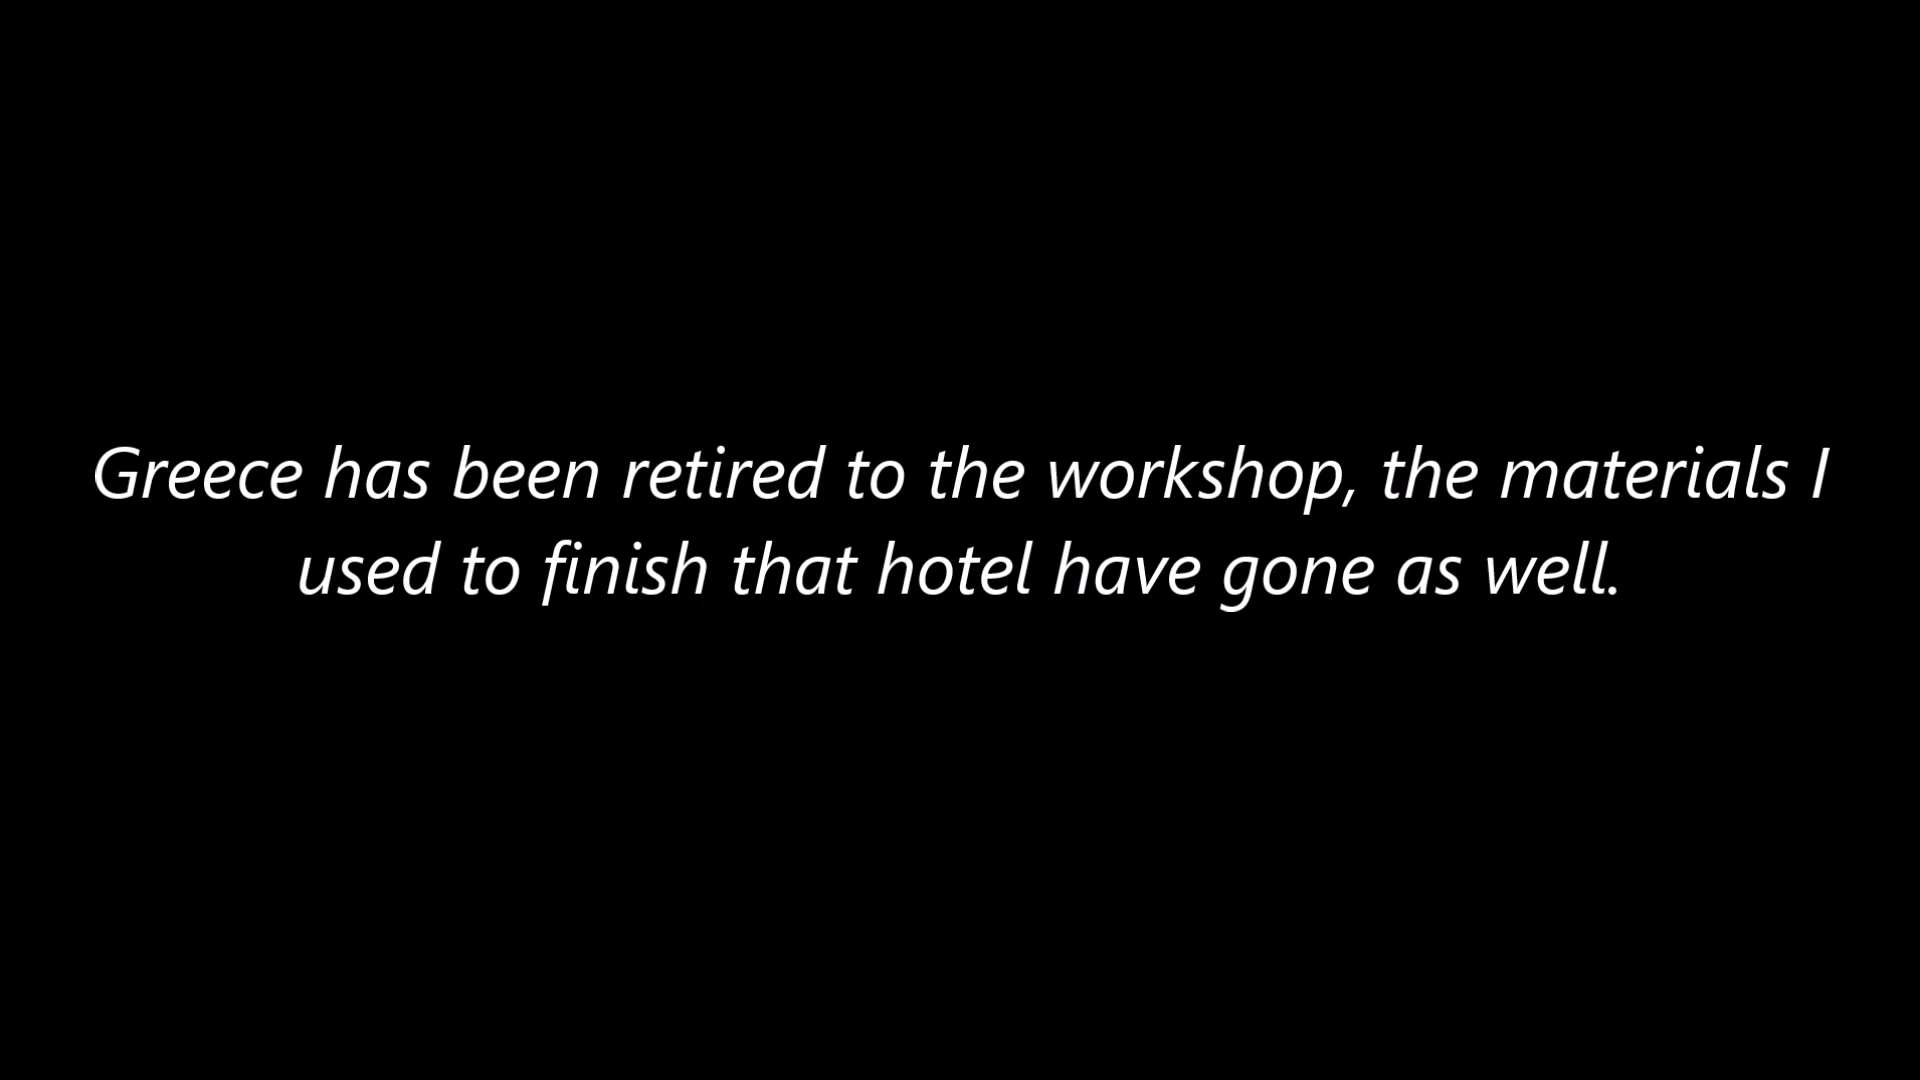 Greece has been retired to the workshop, the materials I
used to finish that hotel have gone as well.